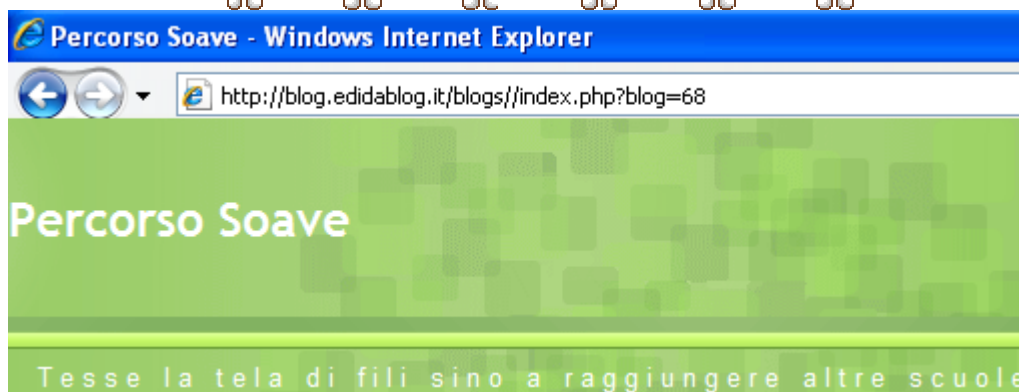 Percorso Soave - Windows Internet Explorer
http://blog.edidablog.it/blogs//index.php?blog=68
Percorso Soave
Tesse la tela di fili sino a raggiungere altre scuole